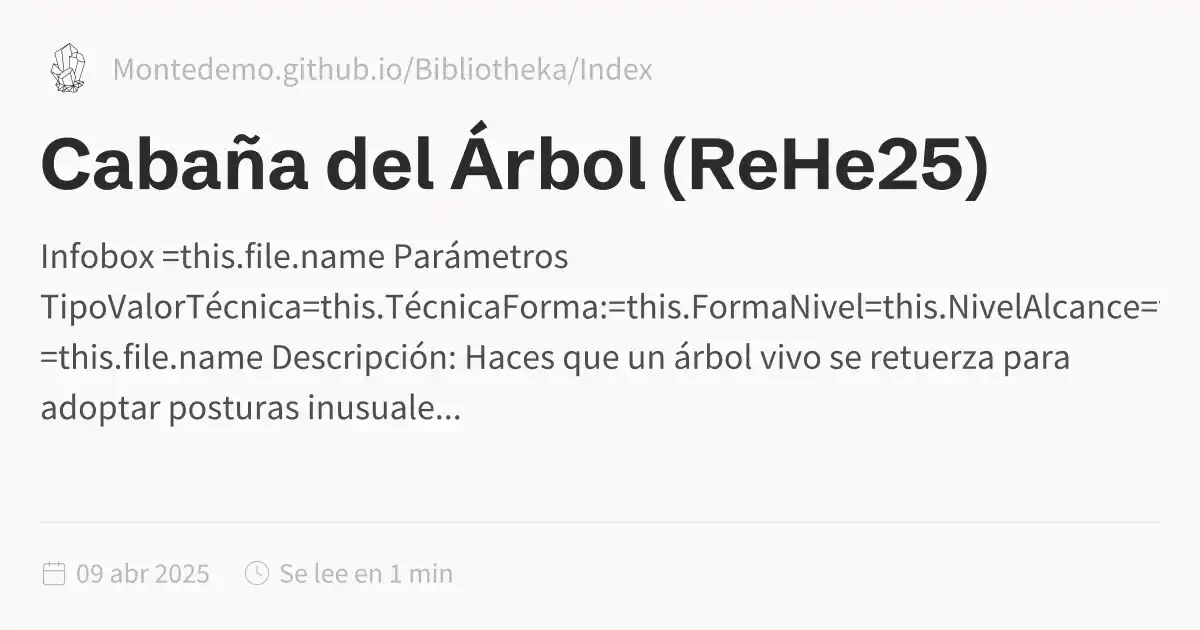 Montedemo.github.io/Bibliotheka/Index
Cabaña del Árbol (ReHe25)
Infobox =this.file.name Parámetros
TipoValorTécnica=this.TécnicaForma:=this.FormaNivel=this.NivelAlcance=
=this.file.name Descripción: Haces que un árbol vivo se retuerza para
adoptar posturas inusuale...
09 abr 2025 Se lee en 1 min